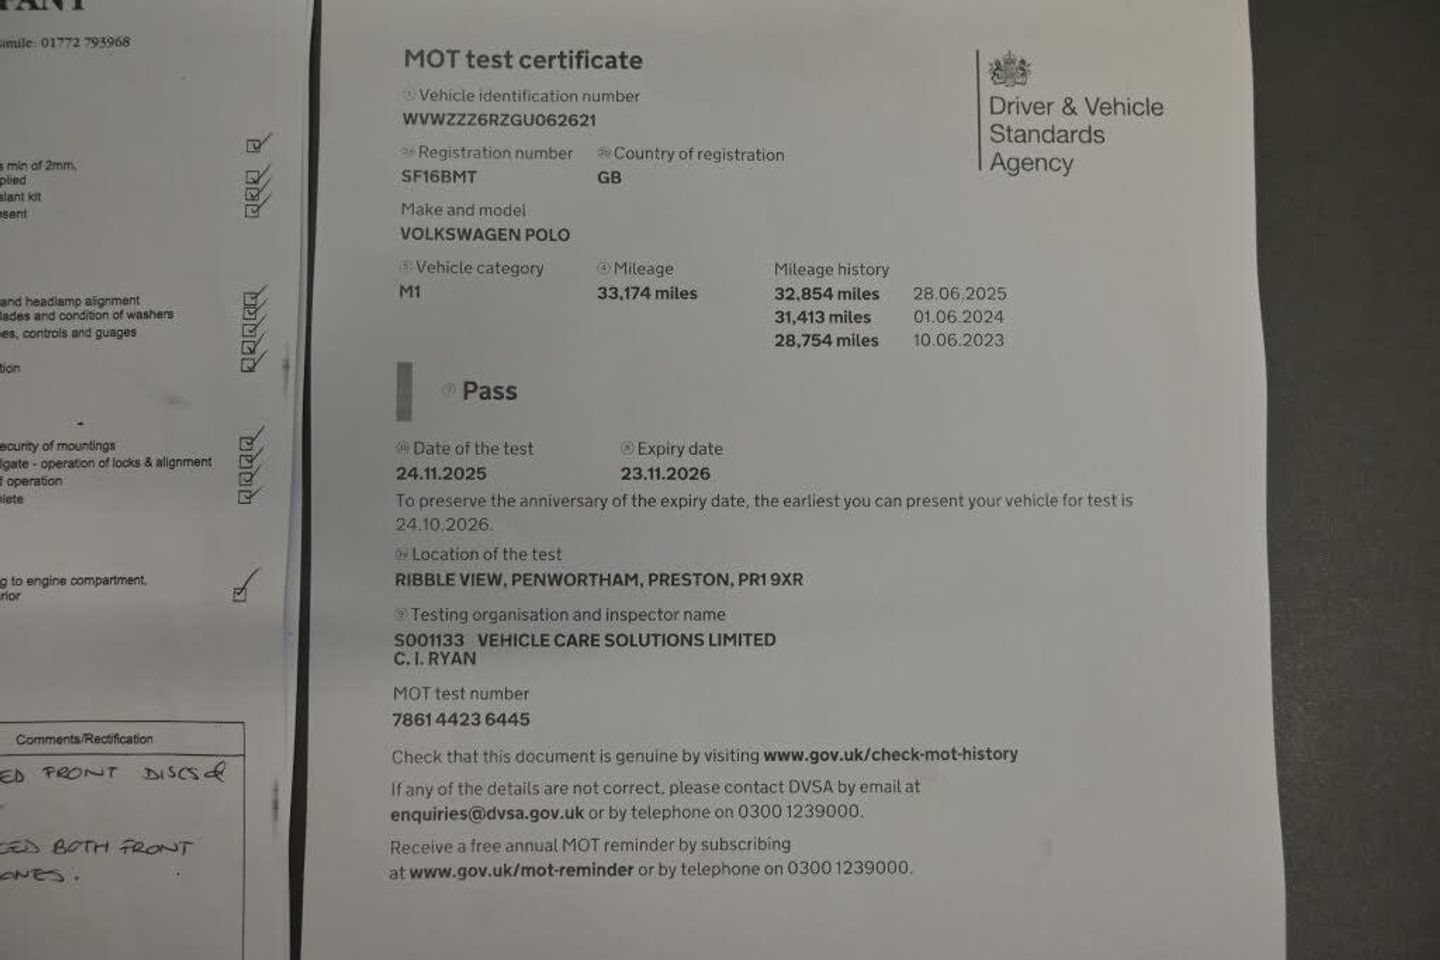 simile: 01772 793968
s min of 2mm,
plied
alant kit
esent
and headlamp alignment
lades and condition of washers
es, controls and guages
tion
ecurity of mountings
lgate - operation of locks & alignment
d operation
lete
g to engine compartment,
rior
Comments/Rectification
ED FRONT DISCS &
CED BOTH FRONT
ONES.
MOT test certificate
Driver & Vehicle
Standards
Agency
Vehicle identification number
WVWZZZ6RZGU062621
Registration number Country of registration
SF16BMT GB
Make and model
VOLKSWAGEN POLO
Vehicle category Mileage Mileage history
M1 33,174 miles 32,854 miles 28.06.2025
31,413 miles 01.06.2024
28,754 miles 10.06.2023
Pass
Date of the test Expiry date
24.11.2025 23.11.2026
To preserve the anniversary of the expiry date, the earliest you can present your vehicle for test is
24.10.2026.
Location of the test
RIBBLE VIEW, PENWORTHAM, PRESTON, PR1 9XR
Testing organisation and inspector name
S001133 VEHICLE CARE SOLUTIONS LIMITED
C. I. RYAN
MOT test number
7861 4423 6445
Check that this document is genuine by visiting www.gov.uk/check-mot-history
If any of the details are not correct, please contact DVSA by email at
enquiries@dvsa.gov.uk or by telephone on 0300 1239000.
Receive a free annual MOT reminder by subscribing
at www.gov.uk/mot-reminder or by telephone on 0300 1239000.